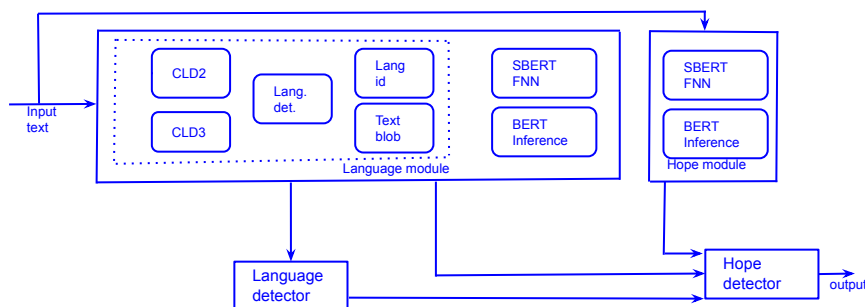 Input
text
CLD2
CLD3
Lang.
det.
Lang
id
Text
blob
SBERT
FNN
BERT
Inference
Language module
SBERT
FNN
BERT
Inference
Hope module
Language
detector
Hope
detector
output